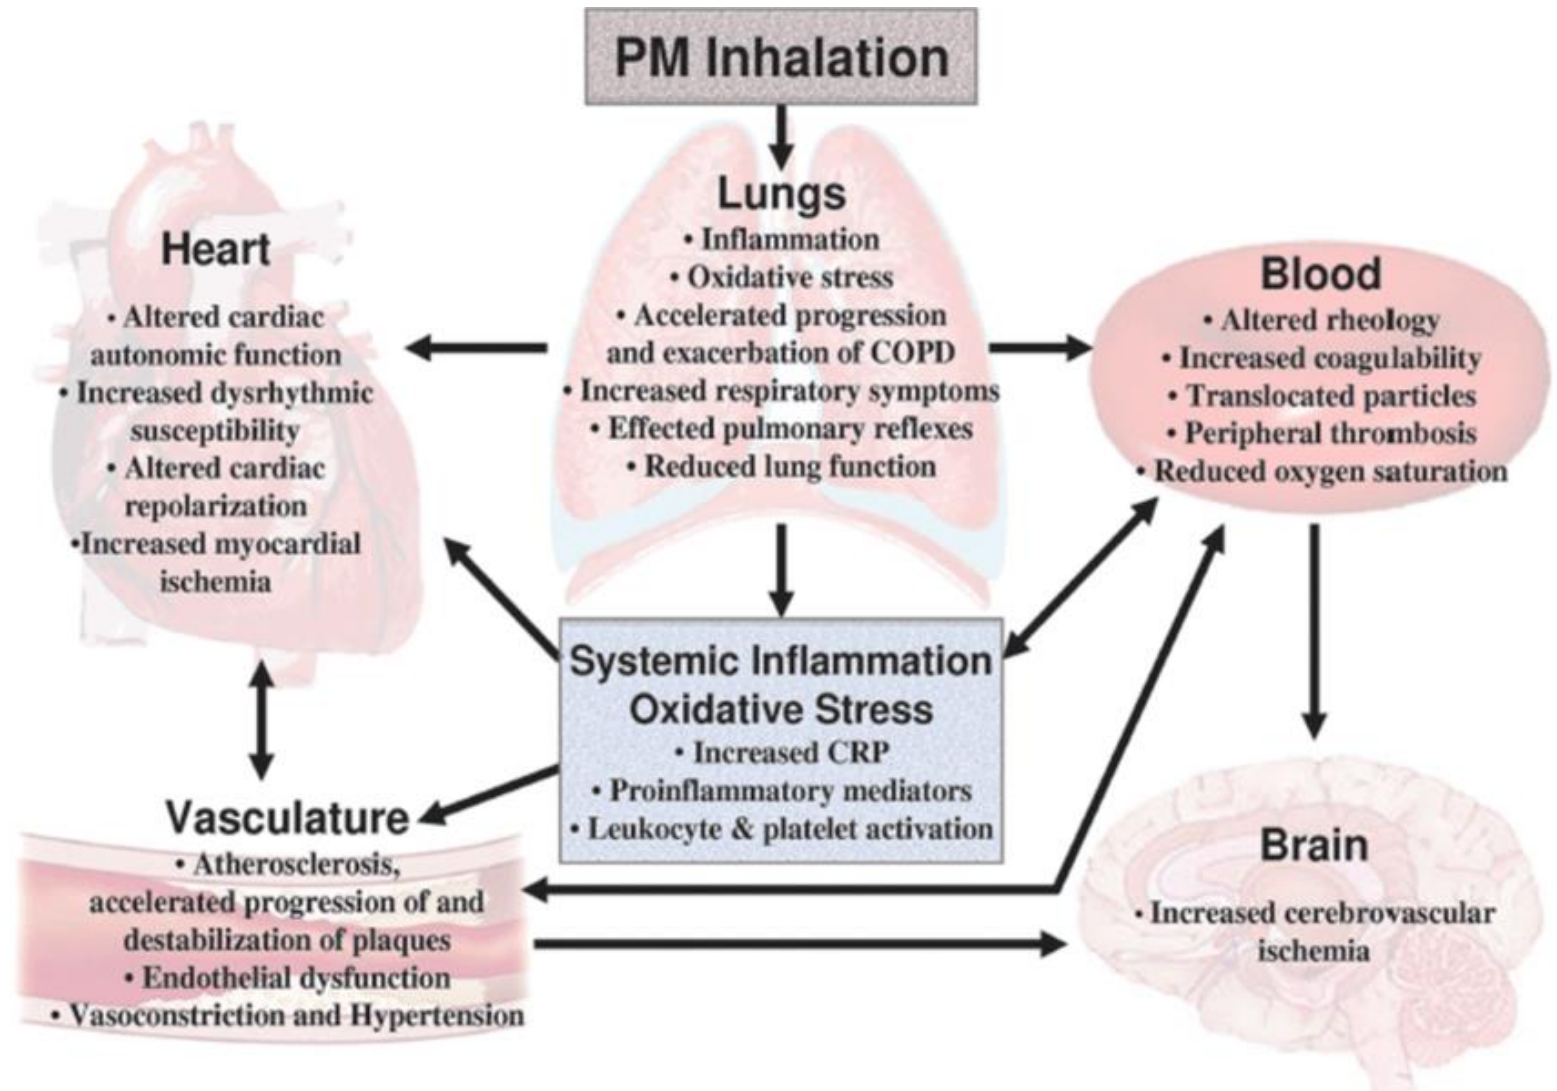 PM Inhalation
Lungs
• Inflammation
• Oxidative stress
• Accelerated progression
and exacerbation of COPD
• Increased respiratory symptoms
• Effected pulmonary reflexes
• Reduced lung function
Heart
• Altered cardiac
autonomic function
• Increased dysrhythmic
susceptibility
• Altered cardiac
repolarization
•Increased myocardial
ischemia
Blood
• Altered rheology
• Increased coagulability
• Translocated particles
• Peripheral thrombosis
• Reduced oxygen saturation
Systemic Inflammation
Oxidative Stress
• Increased CRP
• Proinflammatory mediators
• Leukocyte & platelet activation
Vasculature
• Atherosclerosis,
accelerated progression of and
destabilization of plaques
• Endothelial dysfunction
• Vasoconstriction and Hypertension
Brain
• Increased cerebrovascular
ischemia